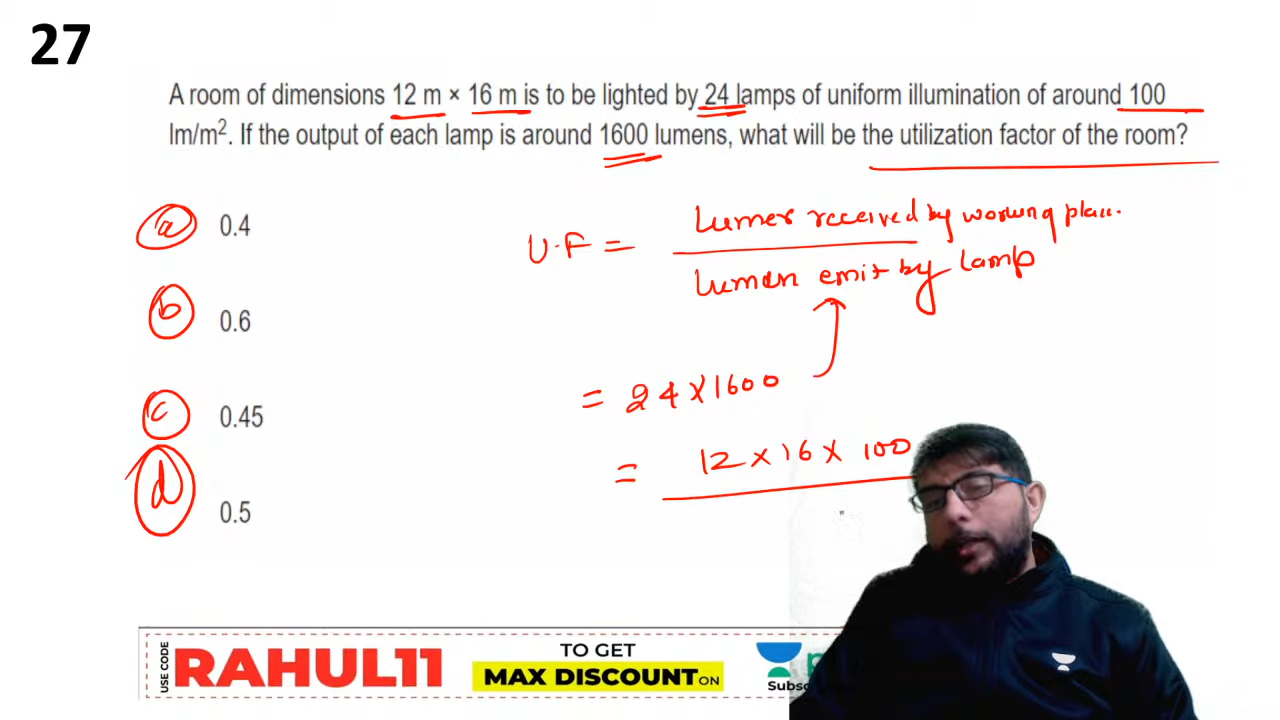 27
A room of dimensions 12 m × 16 m is to be lighted by 24 lamps of uniform illumination of around 100
lm/m². If the output of each lamp is around 1600 lumens, what will be the utilization factor of the room?
a 0.4
b 0.6
c 0.45
d 0.5
U.F = Lumen received by working plan.
Lumen emit by lamp
= 24 x 1600
= 12 x 16 x 100
USE CODE
RAHUL11
TO GET
MAX DISCOUNT ON